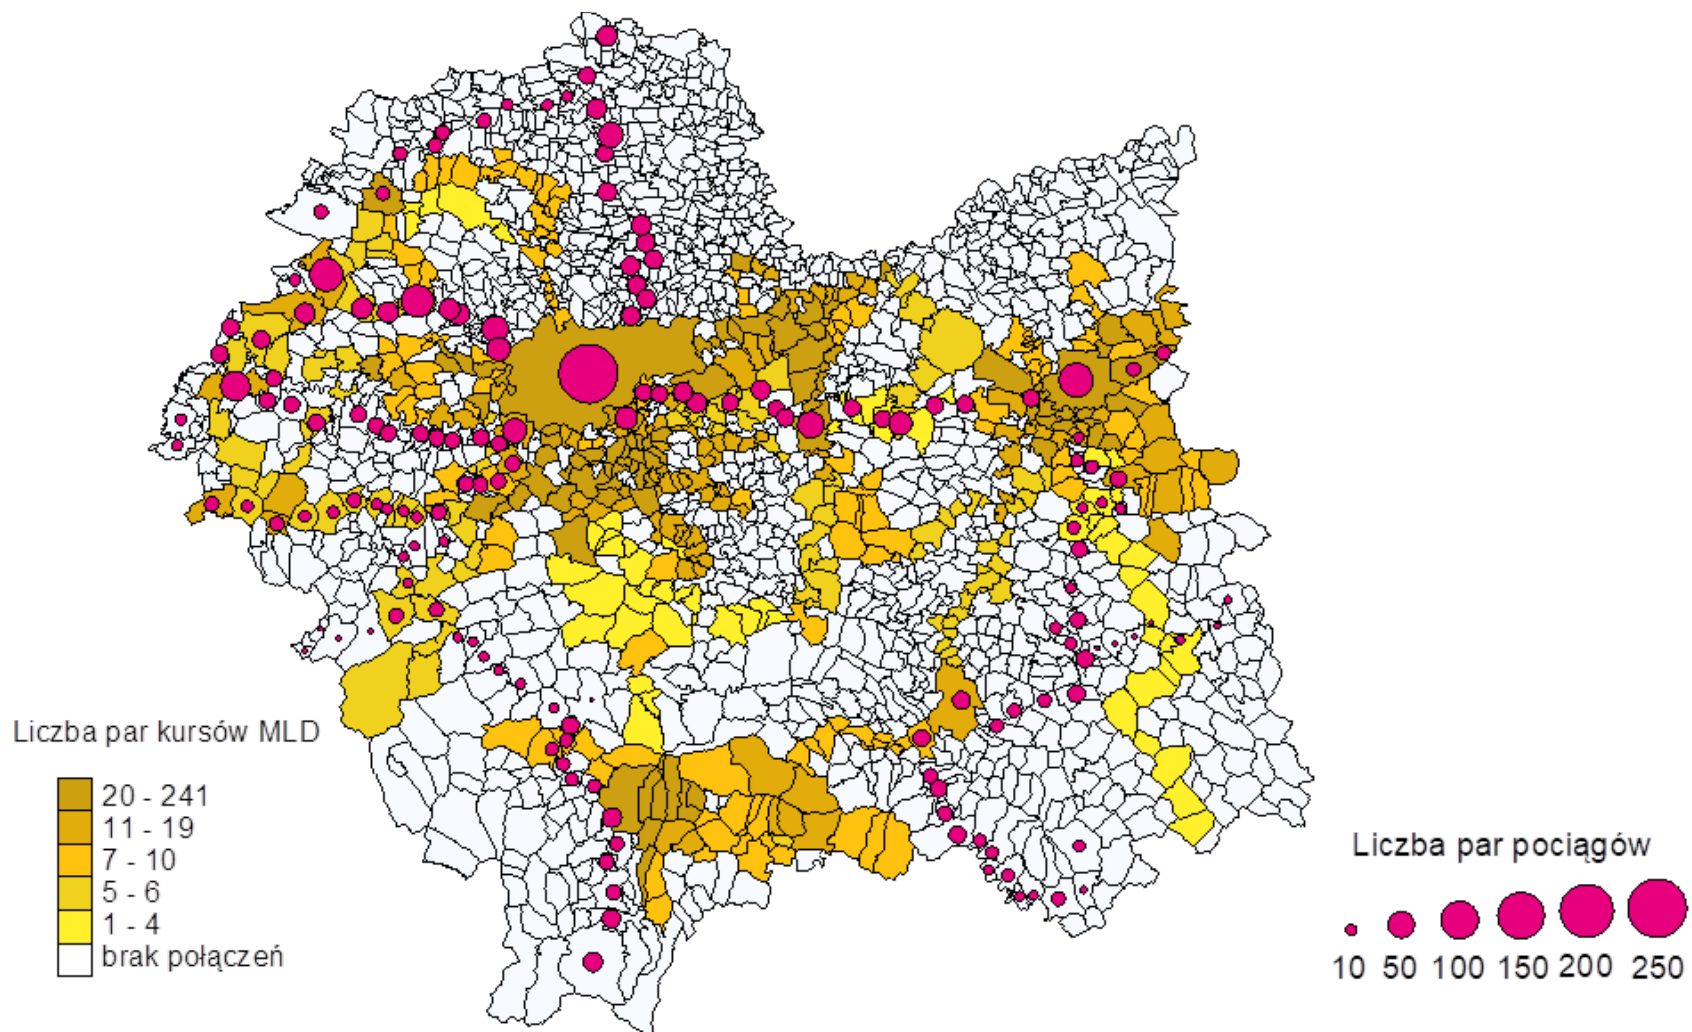 Liczba par kursów MLD
20 - 241
11 - 19
7 - 10
5 - 6
1 - 4
brak połączeń
Liczba par pociągów
10 50 100 150 200 250